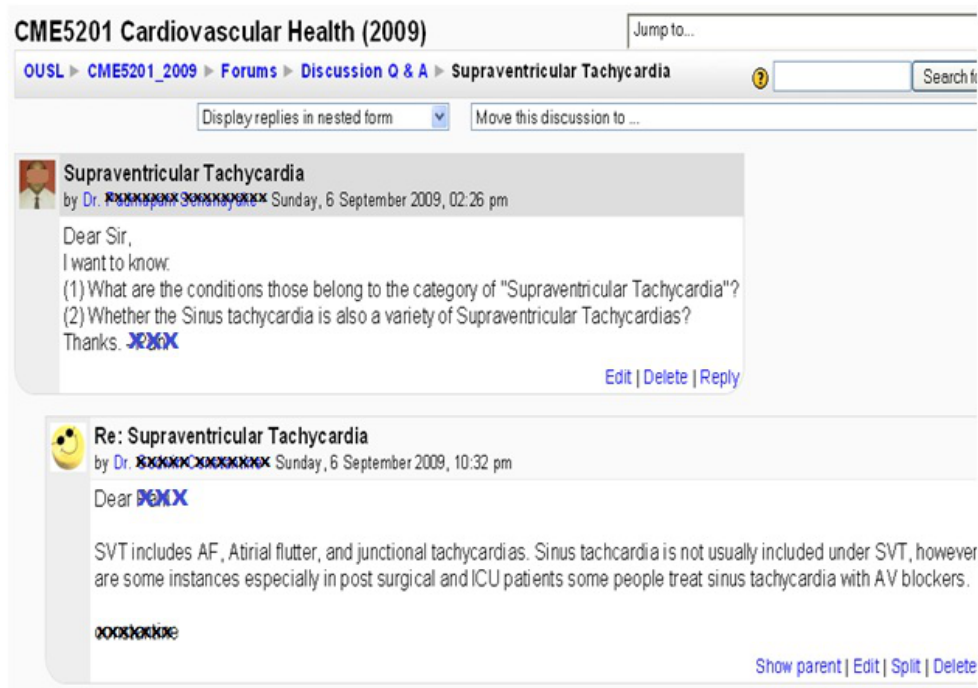 CME5201 Cardiovascular Health (2009)
Jump to...
OUSL ► CME5201_2009 ► Forums ► Discussion Q & A ► Supraventricular Tachycardia
Search
Display replies in nested form
Move this discussion to ...
Supraventricular Tachycardia
by Dr. Sunday, 6 September 2009, 02:26 pm
Dear Sir,
I want to know:
(1) What are the conditions those belong to the category of "Supraventricular Tachycardia"?
(2) Whether the Sinus tachycardia is also a variety of Supraventricular Tachycardias?
Thanks. - XXX
Edit | Delete | Reply
Re: Supraventricular Tachycardia
by Dr. Sunday, 6 September 2009, 10:32 pm
Dear XXX
SVT includes AF, Atirial flutter, and junctional tachycardias. Sinus tachcardia is not usually included under SVT, however
are some instances especially in post surgical and ICU patients some people treat sinus tachycardia with AV blockers.
Show parent | Edit | Split | Delete